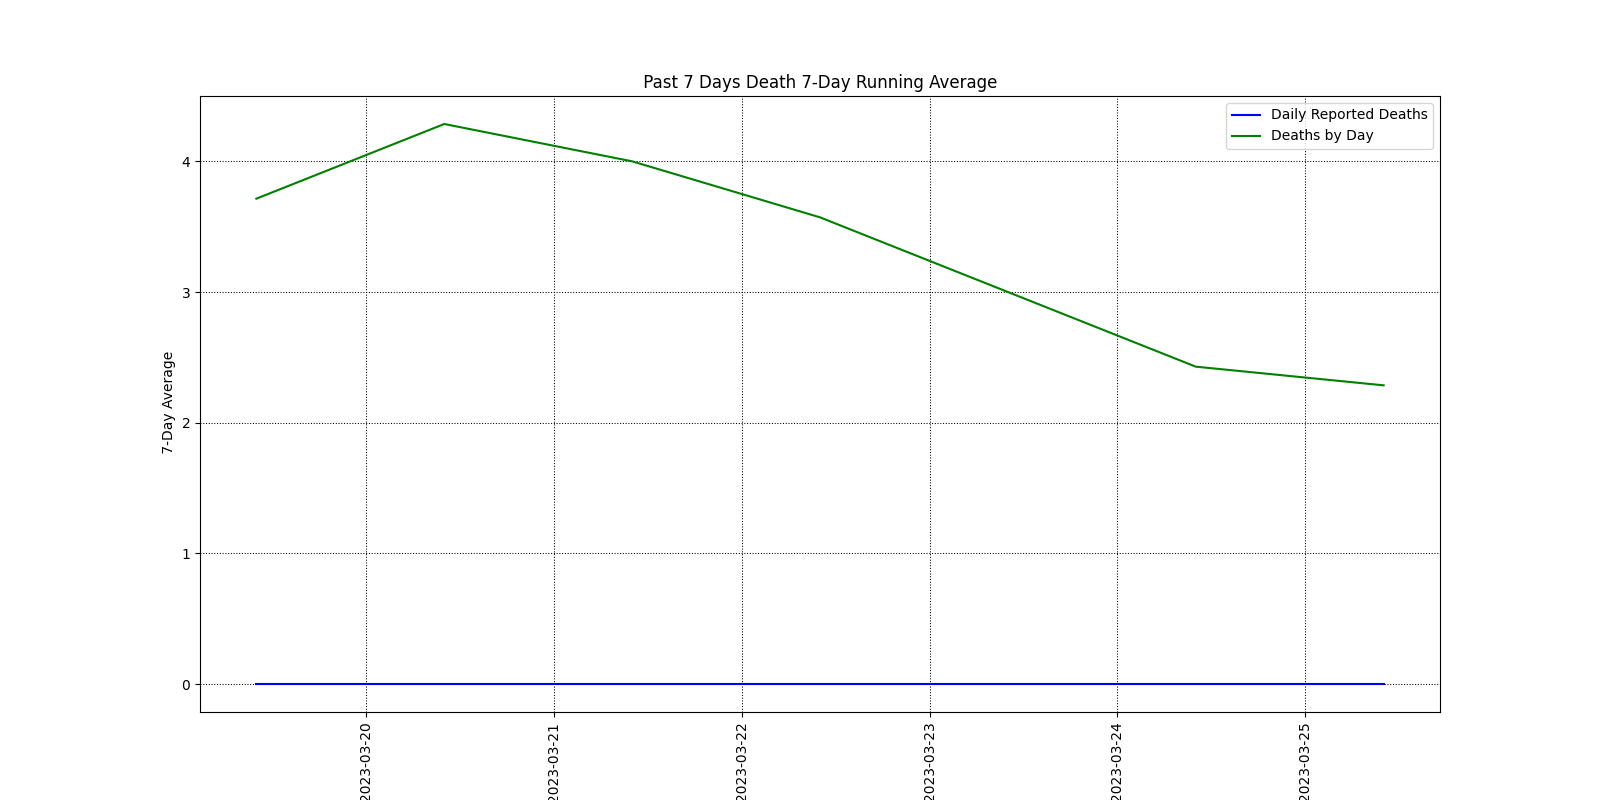 Past 7 Days Death 7-Day Running Average
Daily Reported Deaths
Deaths by Day
7-Day Average
4
3
2
1
0
2023-03-20
2023-03-21
2023-03-22
2023-03-23
2023-03-24
2023-03-25